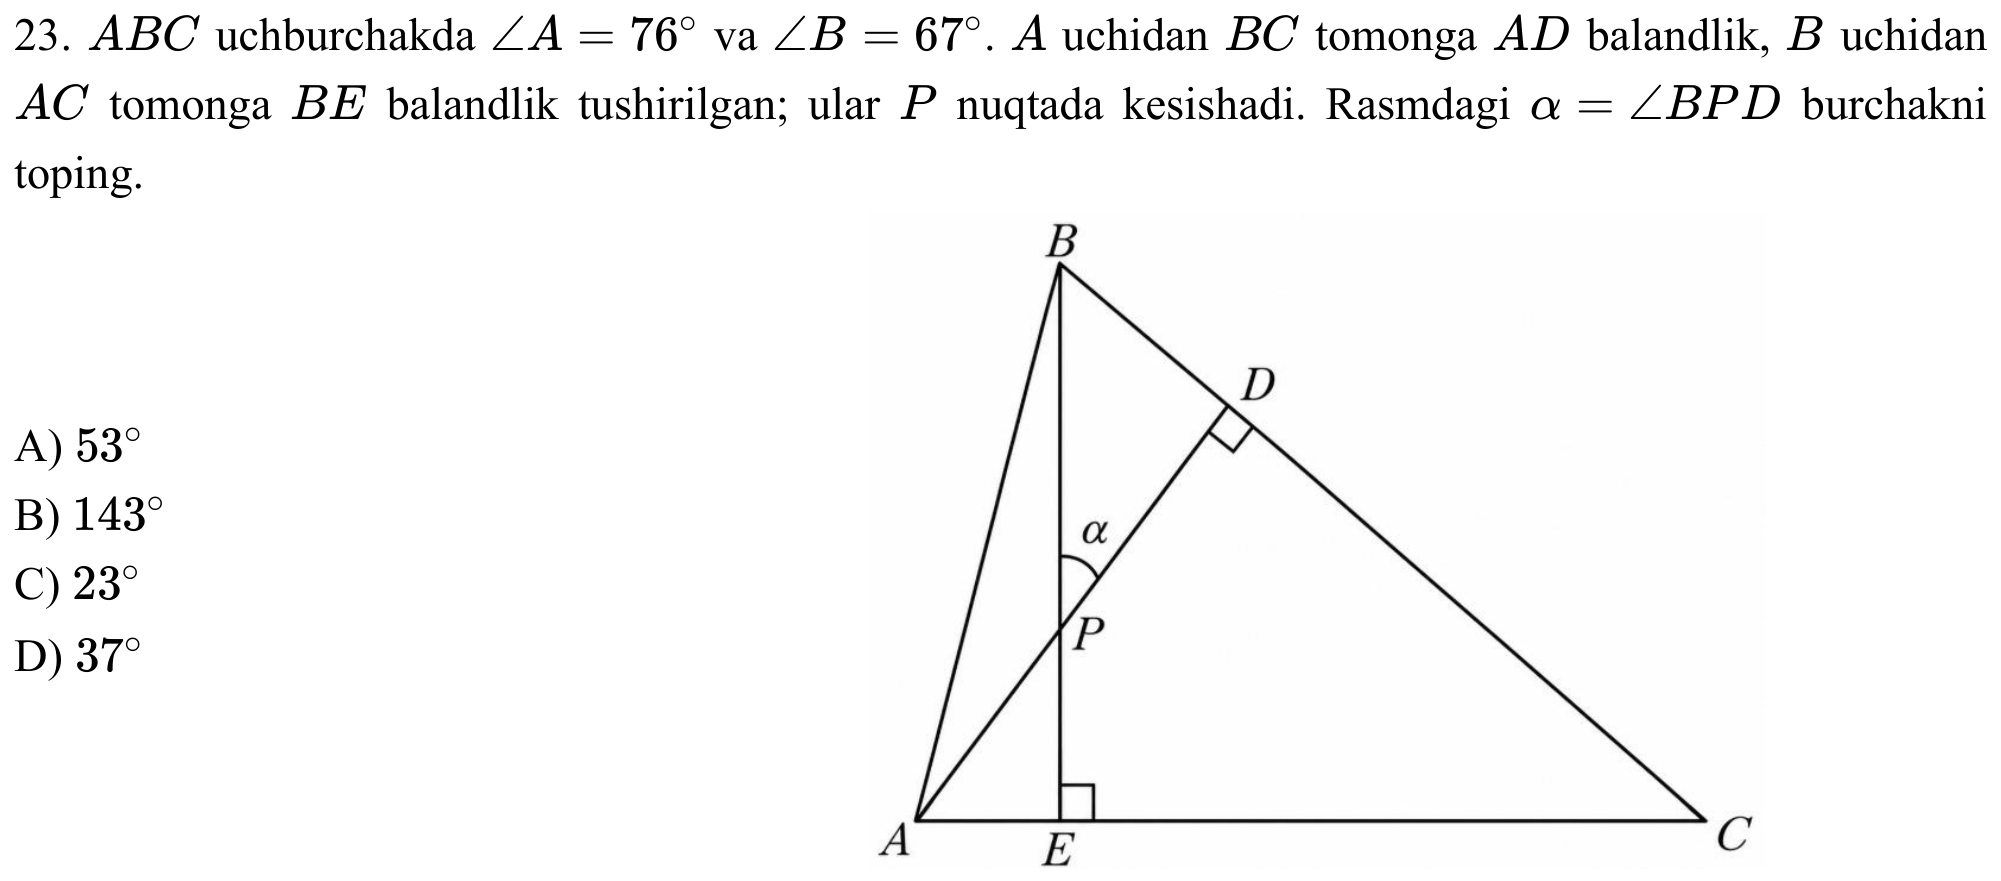 23. ABC uchburchakda ∠A = 76° va ∠B = 67°. A uchidan BC tomonga AD balandlik, B uchidan
AC tomonga BE balandlik tushirilgan; ular P nuqtada kesishadi. Rasmdagi α = ∠BPD burchakni
toping.
B
D
A) 53°
B) 143°
α
C) 23°
P
D) 37°
A
E
C